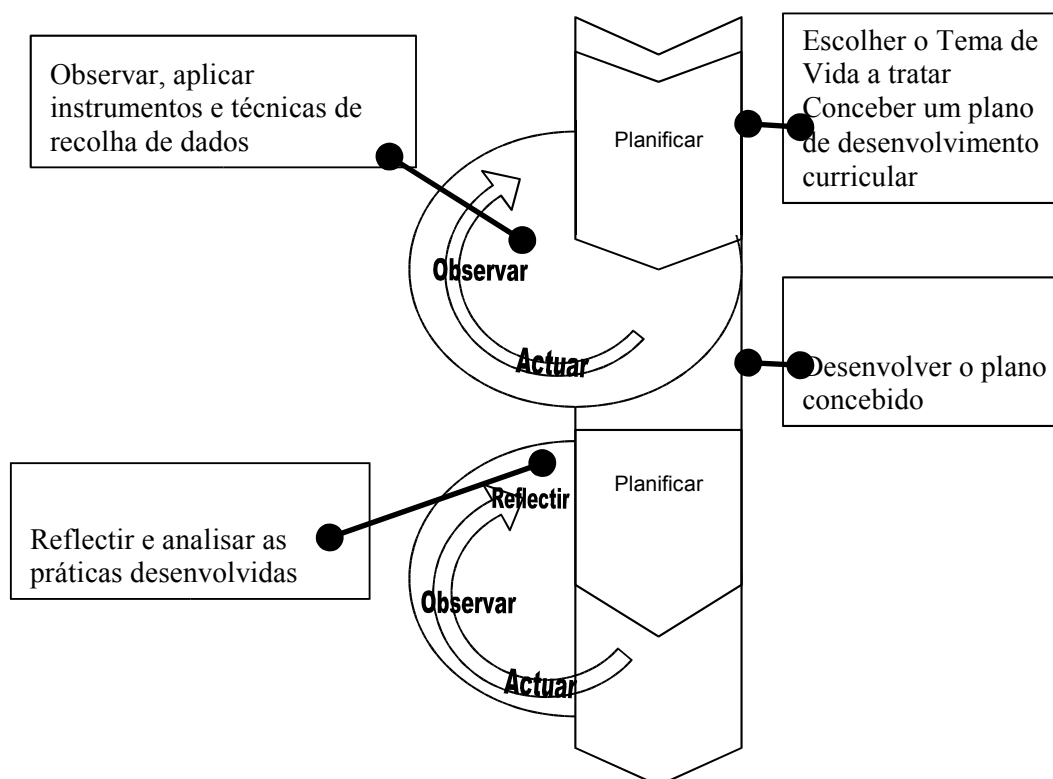 Observar, aplicar
instrumentos e técnicas de
recolha de dados
Planificar
Escolher o Tema de
Vida a tratar
Conceber um plano
de desenvolvimento
curricular
Observar
Actuar
Desenvolver o plano
concebido
Reflectir e analisar as
práticas desenvolvidas
Reflectir
Planificar
Observar
Actuar